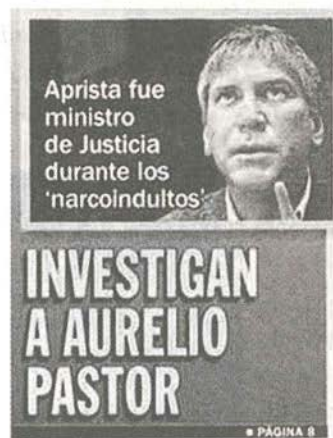 Aprista fue
ministro
de Justicia
durante los
'narcoindultos'
INVESTIGAN
A AURELIO
PASTOR
■ PÁGINA 8